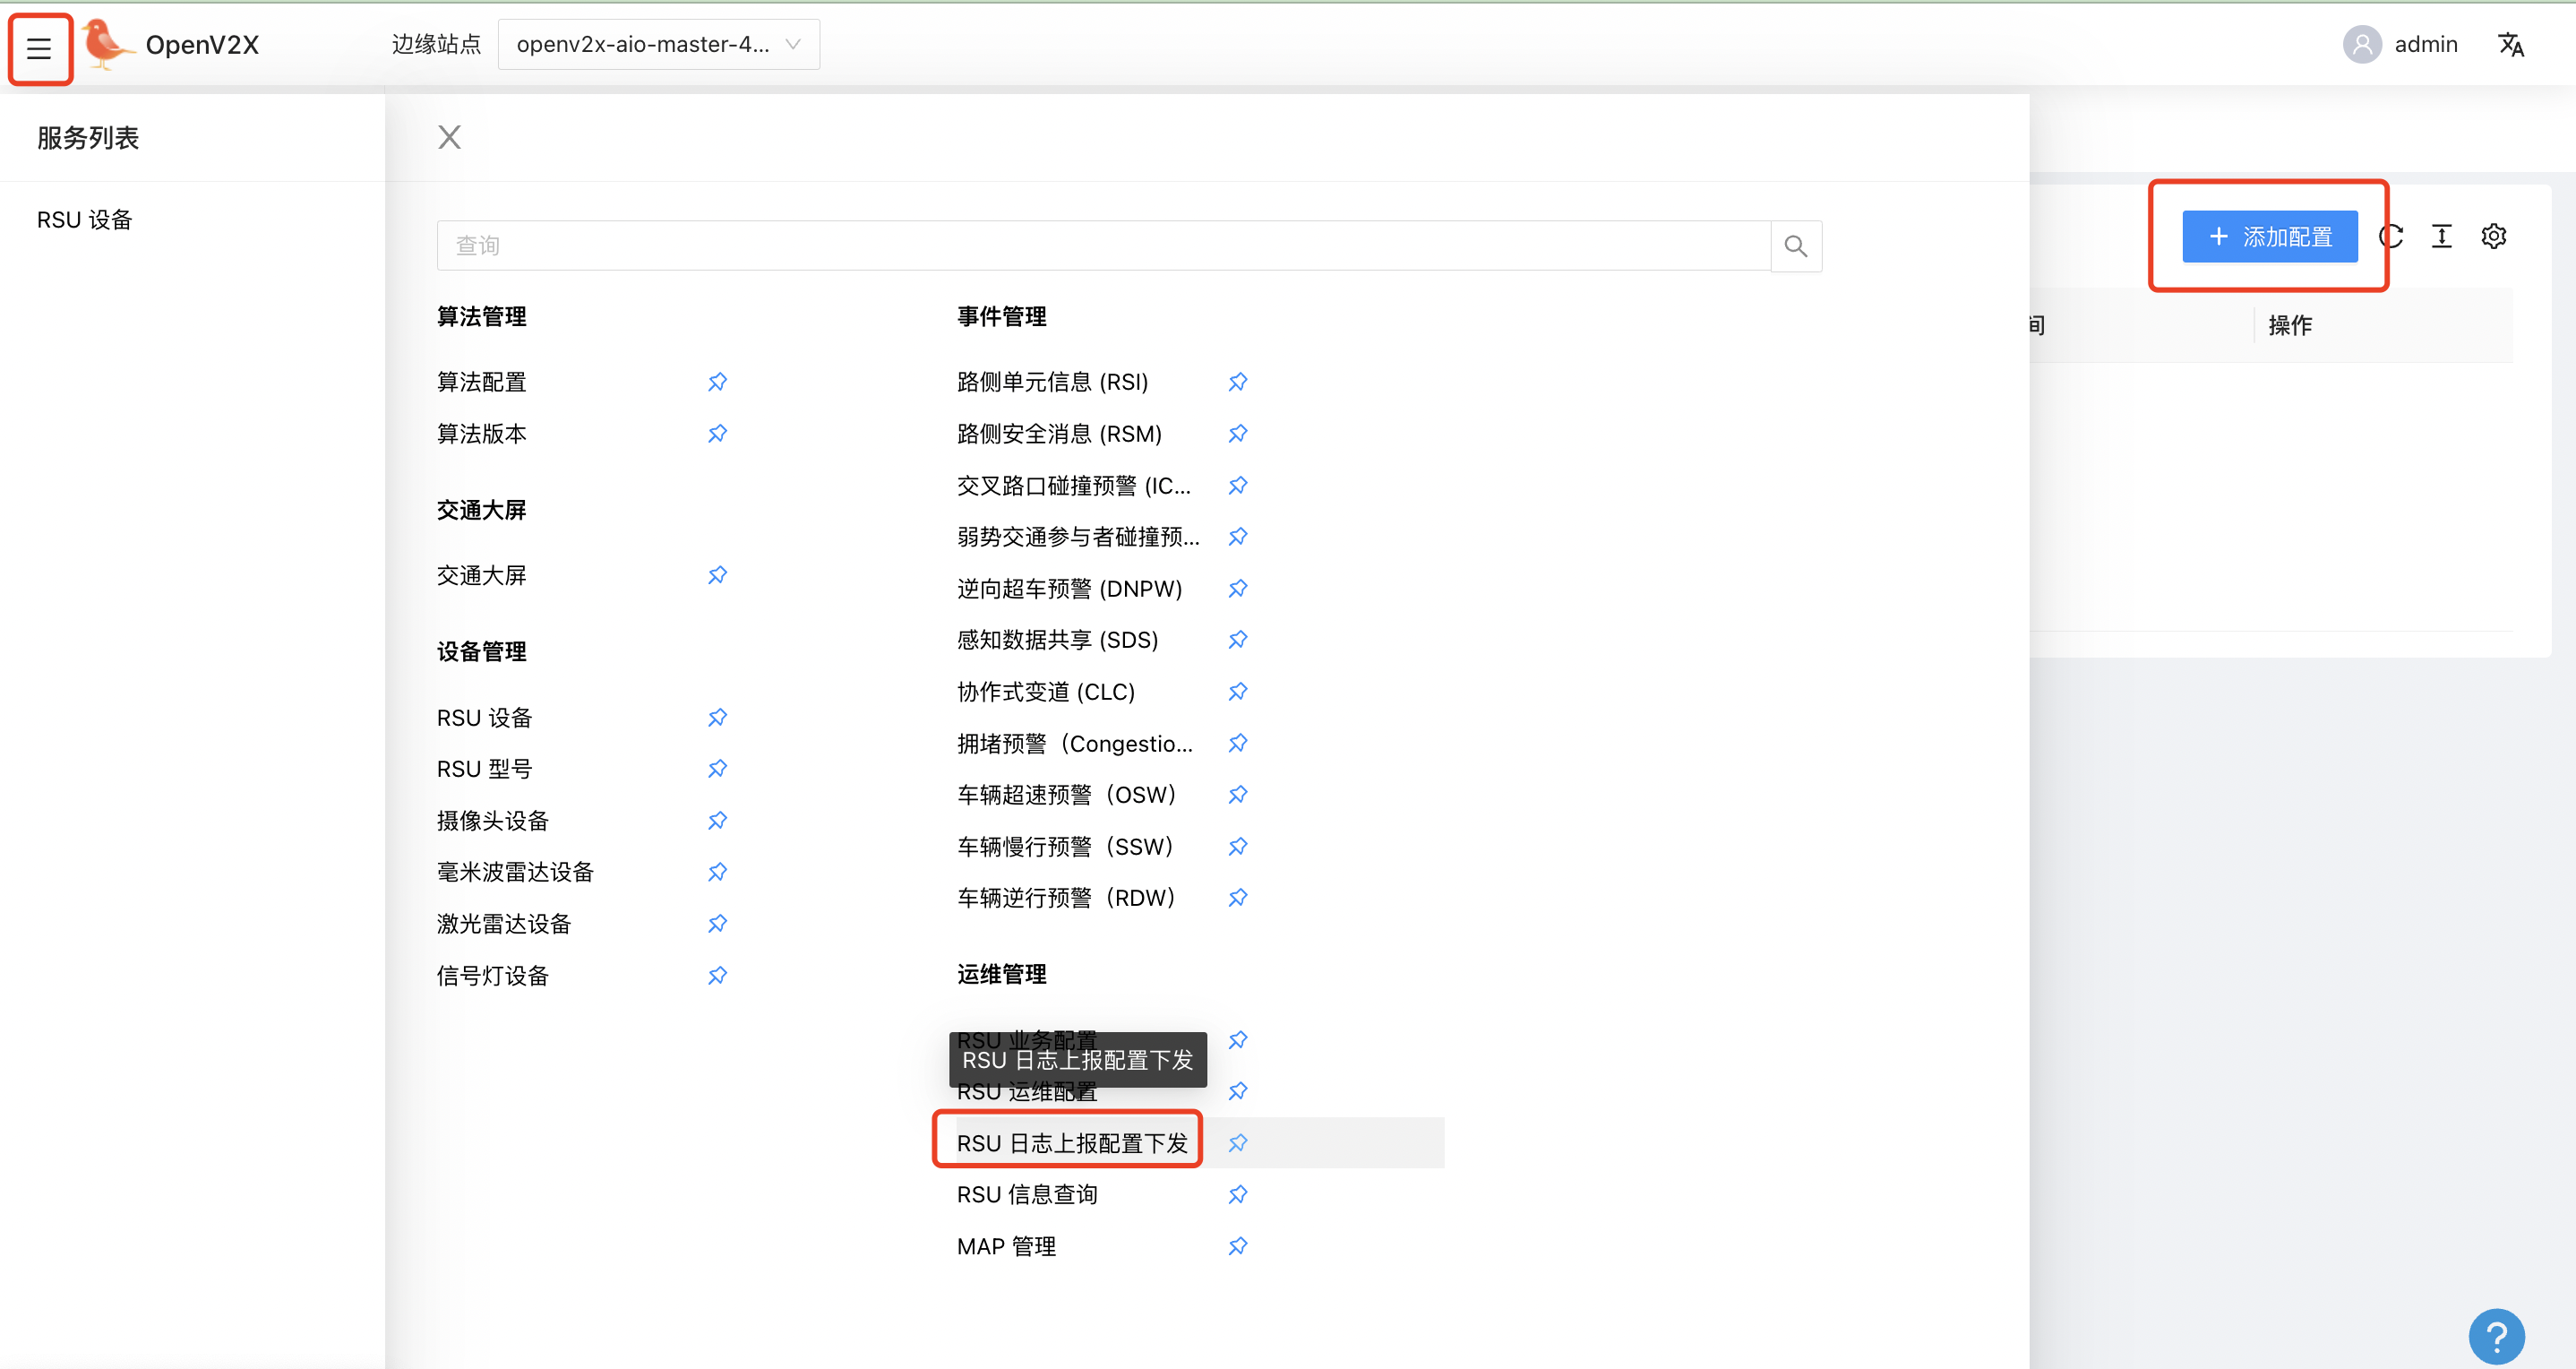 OpenV2X
边缘站点
openv2x-aio-master-4...
admin
服务列表
RSU 设备
查询
添加配置
间
操作
算法管理
算法配置
算法版本
交通大屏
交通大屏
设备管理
RSU 设备
RSU 型号
摄像头设备
毫米波雷达设备
激光雷达设备
信号灯设备
事件管理
路侧单元信息 (RSI)
路侧安全消息 (RSM)
交叉路口碰撞预警 (IC...
弱势交通参与者碰撞预...
逆向超车预警 (DNPW)
感知数据共享 (SDS)
协作式变道 (CLC)
拥堵预警（Congestio...
车辆超速预警（OSW）
车辆慢行预警（SSW）
车辆逆行预警（RDW）
运维管理
RSU 业务配置
RSU 日志上报配置下发
RSU 运维配置
RSU 日志上报配置下发
RSU 信息查询
MAP 管理